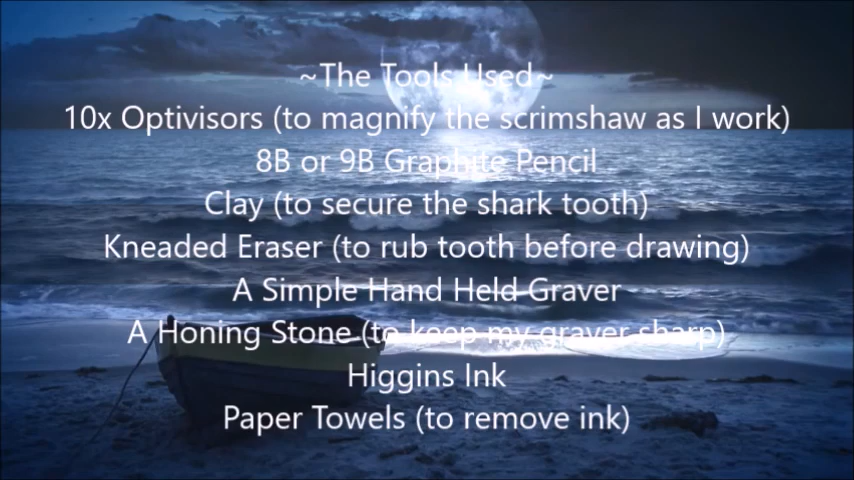 ~The Tools Used~
10x Optivisors (to magnify the scrimshaw as I work)
8B or 9B Graphite Pencil
Clay (to secure the shark tooth)
Kneaded Eraser (to rub tooth before drawing)
A Simple Hand Held Graver
A Honing Stone (to keep my graver sharp)
Higgins Ink
Paper Towels (to remove ink)